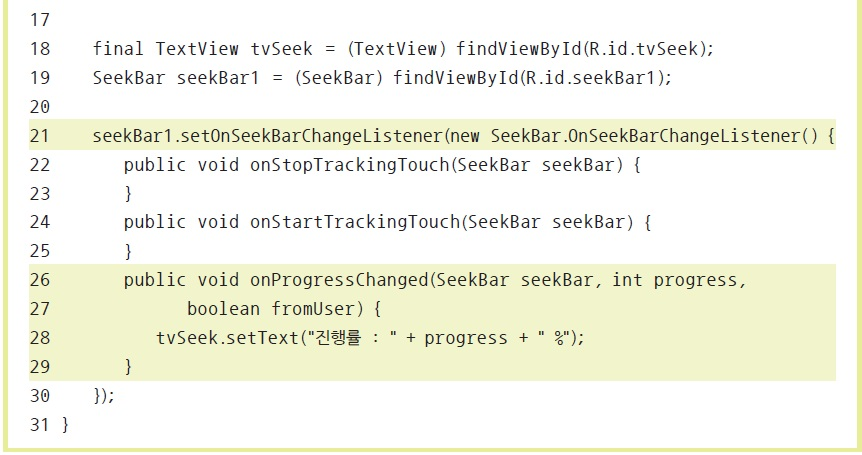 17
18 final TextView tvSeek = (TextView) findViewById(R.id.tvSeek);
19 SeekBar seekBar1 = (SeekBar) findViewById(R.id.seekBar1);
20
21 seekBar1.setOnSeekBarChangeListener(new SeekBar.OnSeekBarChangeListener() {
22 public void onStopTrackingTouch(SeekBar seekBar) {
23 }
24 public void onStartTrackingTouch(SeekBar seekBar) {
25 }
26 public void onProgressChanged(SeekBar seekBar, int progress,
27 boolean fromUser) {
28 tvSeek.setText("진행률 : " + progress + " %");
29 }
30 });
31 }